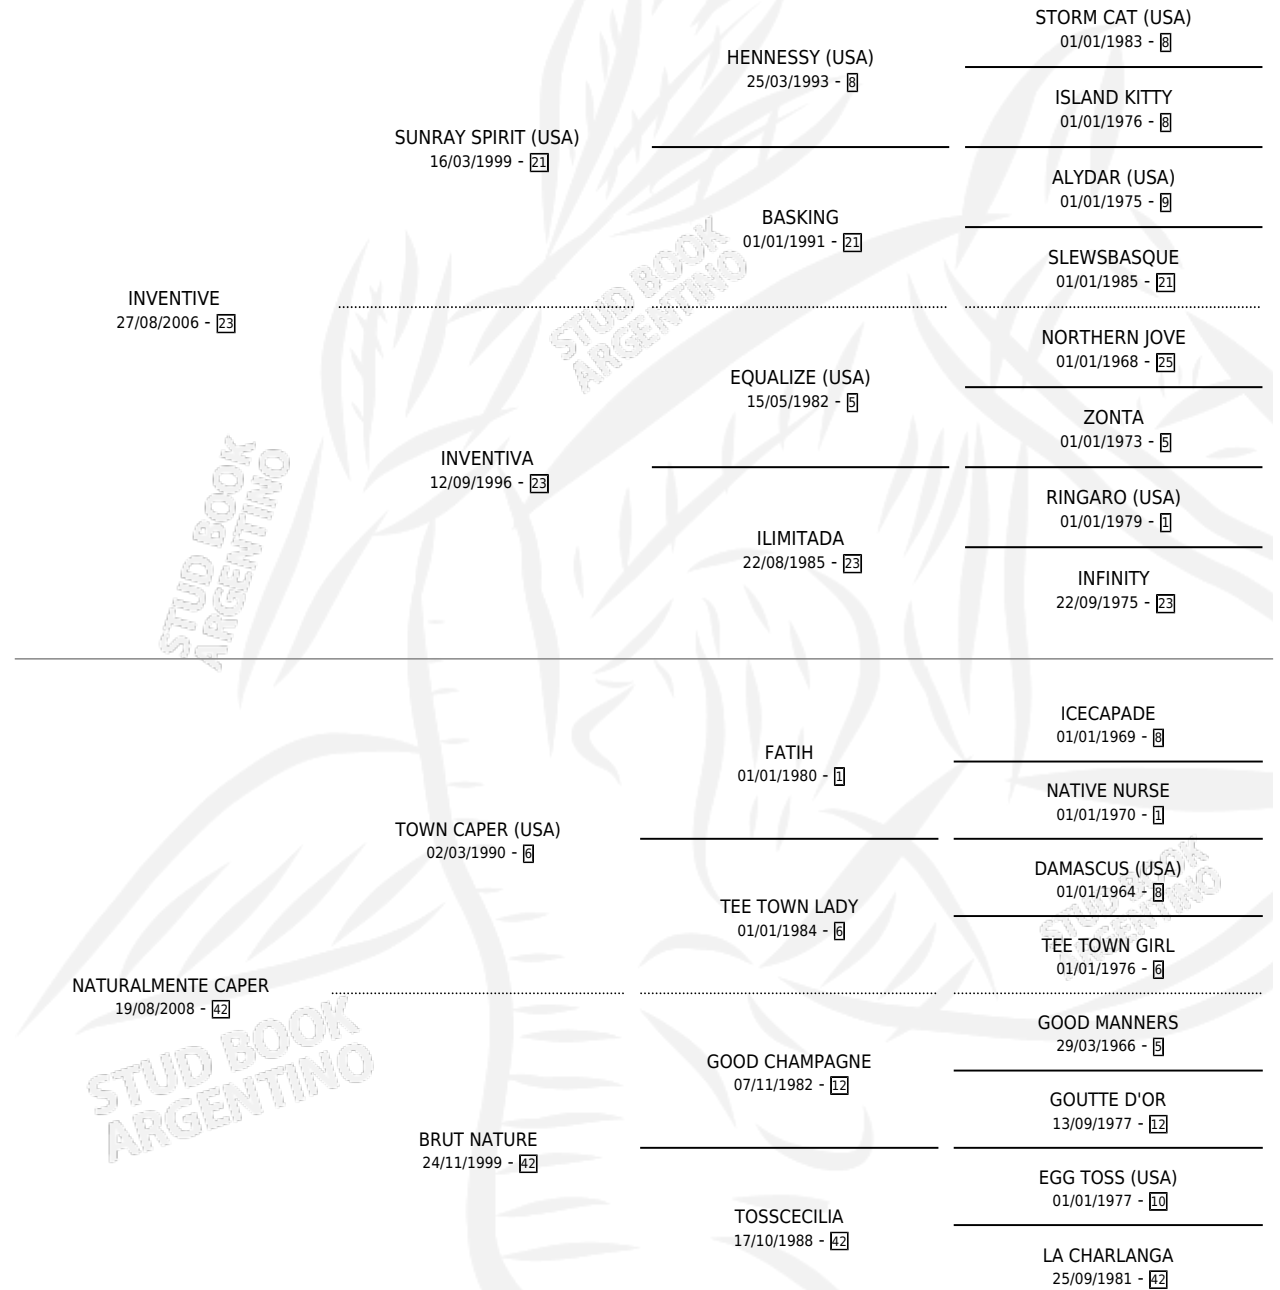 STORM CAT (USA)
01/01/1983 - 8
HENNESSY (USA)
25/03/1993 - 8
ISLAND KITTY
01/01/1976 - 8
SUNRAY SPIRIT (USA)
16/03/1999 - 21
ALYDAR (USA)
01/01/1975 - 9
BASKING
01/01/1991 - 21
SLEWSBASQUE
01/01/1985 - 21
INVENTIVE
27/08/2006 - 23
NORTHERN JOVE
01/01/1968 - 25
EQUALIZE (USA)
15/05/1982 - 5
ZONTA
01/01/1973 - 5
INVENTIVA
12/09/1996 - 23
RINGARO (USA)
01/01/1979 - 1
ILIMITADA
22/08/1985 - 23
INFINITY
22/09/1975 - 23
STUD BOOK
ARGENTINO
STUD BOOK
ARGENTINO
ICECAPADE
01/01/1969 - 8
FATIH
01/01/1980 - 1
NATIVE NURSE
01/01/1970 - 1
TOWN CAPER (USA)
02/03/1990 - 6
DAMASCUS (USA)
01/01/1964 - 8
TEE TOWN LADY
01/01/1984 - 6
TEE TOWN GIRL
01/01/1976 - 6
STUD BOOK
ARGENTINO
NATURALMENTE CAPER
19/08/2008 - 42
GOOD MANNERS
29/03/1966 - 5
GOOD CHAMPAGNE
07/11/1982 - 12
GOUTTE D'OR
13/09/1977 - 12
BRUT NATURE
24/11/1999 - 42
EGG TOSS (USA)
01/01/1977 - 10
TOSSCECILIA
17/10/1988 - 42
LA CHARLANGA
25/09/1981 - 42
STUD BOOK
ARGENTINO